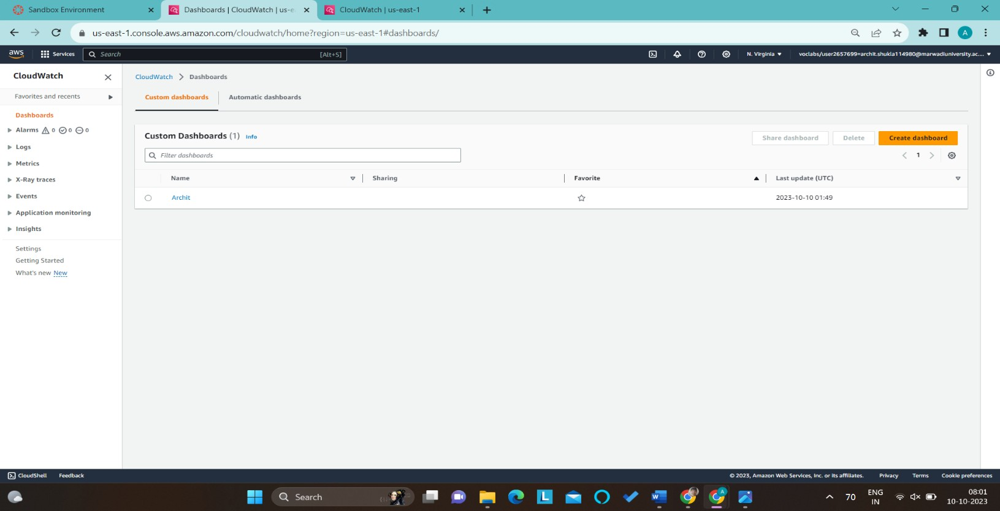 Sandbox Environment
Dashboards | CloudWatch | us-e
CloudWatch | us-east-1
us-east-1.console.aws.amazon.com/cloudwatch/home?region=us-east-1#dashboards/
A
aws
Services
Search
[Alt+S]
N. Virginia
voclabs/user2657699=archit.shukla114980@marwadiuniversity.ac....
CloudWatch
Favorites and recents
Dashboards
Alarms 0 0 0
Logs
Metrics
X-Ray traces
Events
Application monitoring
Insights
Settings
Getting Started
What's new New
CloudWatch > Dashboards
Custom dashboards
Automatic dashboards
Custom Dashboards (1) Info
Share dashboard
Delete
Create dashboard
Filter dashboards
1
Name
Sharing
Favorite
Last update (UTC)
Archit
2023-10-10 01:49
CloudShell
Feedback
© 2023, Amazon Web Services, Inc. or its affiliates.
Privacy
Terms
Cookie preferences
Search
L
W
A
70
ENG
IN
08:01
10-10-2023